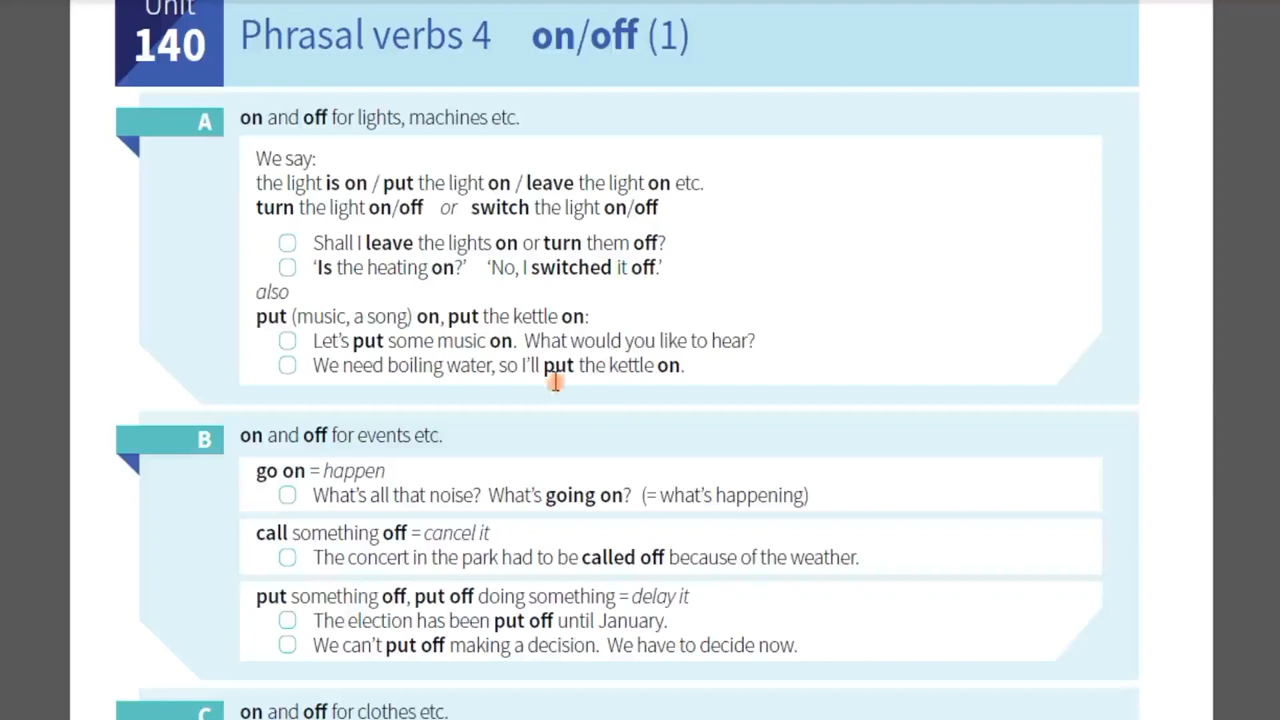 Unit
140
Phrasal verbs 4 on/off (1)
A
on and off for lights, machines etc.
We say:
the light is on / put the light on / leave the light on etc.
turn the light on/off or switch the light on/off
Shall I leave the lights on or turn them off?
‘Is the heating on?’ ‘No, I switched it off.’
also
put (music, a song) on, put the kettle on:
Let’s put some music on. What would you like to hear?
We need boiling water, so I’ll put the kettle on.
B
on and off for events etc.
go on = happen
What’s all that noise? What’s going on? (= what’s happening)
call something off = cancel it
The concert in the park had to be called off because of the weather.
put something off, put off doing something = delay it
The election has been put off until January.
We can’t put off making a decision. We have to decide now.
C
on and off for clothes etc.